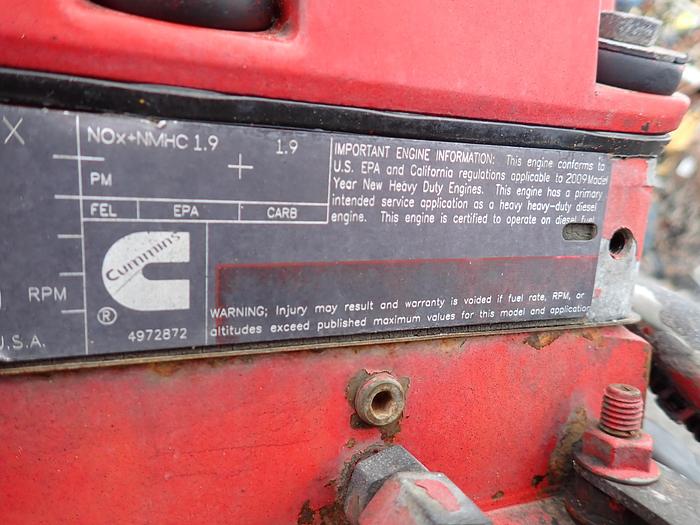 X
NOx+NMHC 1.9 1.9
PM
FEL EPA CARB
IMPORTANT ENGINE INFORMATION: This engine conforms to
U.S. EPA and California regulations applicable to 2009 Model
Year New Heavy Duty Engines. This engine has a primary
intended service application as a heavy heavy-duty diesel
engine. This engine is certified to operate on diesel fuel
Cummins
®
4972872
RPM
U.S.A.
WARNING; Injury may result and warranty is voided if fuel rate, RPM, or
altitudes exceed published maximum values for this model and application